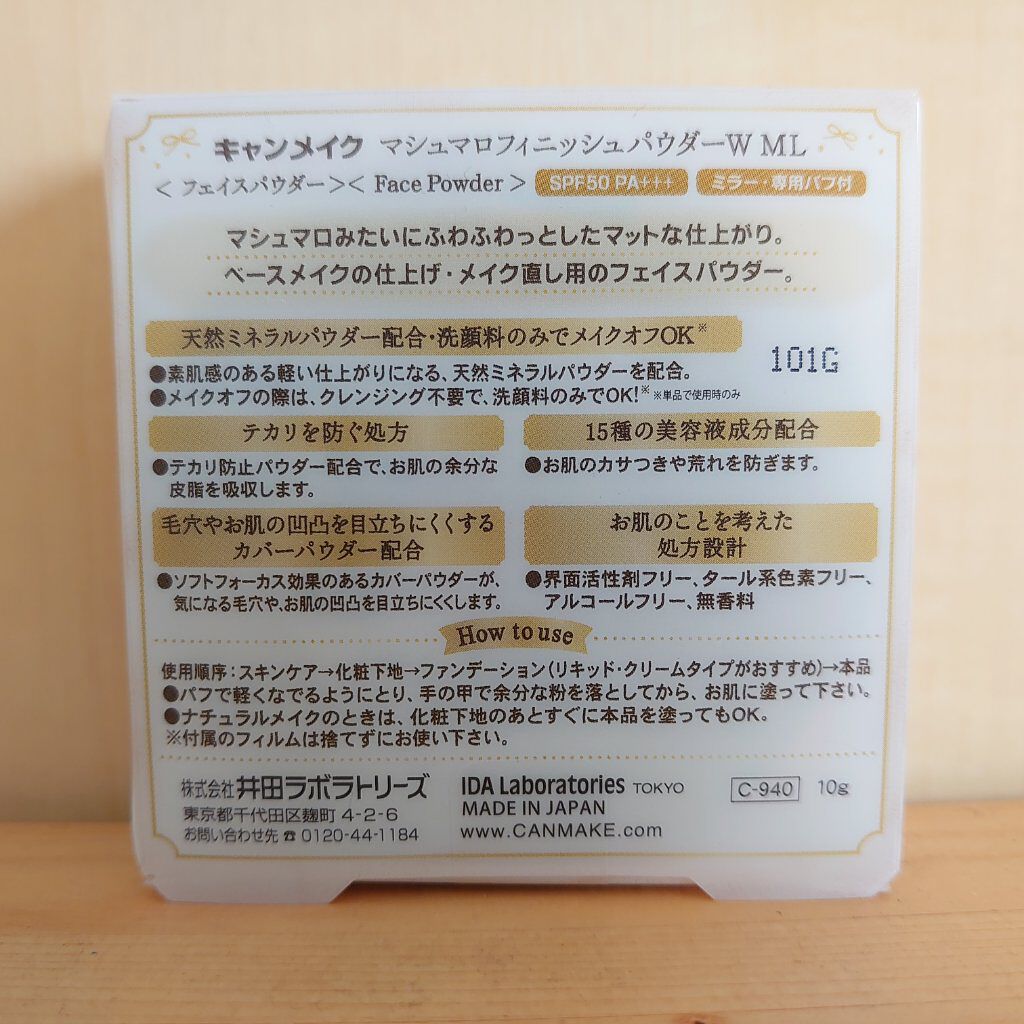 キャンメイク マシュマロフィニッシュパウダーW ML
＜フェイスパウダー＞＜Face Powder＞ SPF50 PA+++ ミラー・専用パフ付
マシュマロみたいにふわふわっとしたマットな仕上がり。
ベースメイクの仕上げ・メイク直し用のフェイスパウダー。
天然ミネラルパウダー配合・洗顔料のみでメイクオフOK※
101G
●素肌感のある軽い仕上がりになる、天然ミネラルパウダーを配合。
●メイクオフの際は、クレンジング不要で、洗顔料のみでOK!※ ※単品で使用時のみ
テカリを防ぐ処方
●テカリ防止パウダー配合で、お肌の余分な
皮脂を吸収します。
15種の美容液成分配合
●お肌のカサつきや荒れを防ぎます。
毛穴やお肌の凹凸を目立ちにくくする
カバーパウダー配合
●ソフトフォーカス効果のあるカバーパウダーが、
気になる毛穴や、お肌の凹凸を目立ちにくくします。
お肌のことを考えた
処方設計
●界面活性剤フリー、タール系色素フリー、
アルコールフリー、無香料
How to use
使用順序：スキンケア→化粧下地→ファンデーション（リキッド・クリームタイプがおすすめ）→本品
●パフで軽くなでるようにとり、手の甲で余分な粉を落としてから、お肌に塗って下さい。
●ナチュラルメイクのときは、化粧下地のあとすぐに本品を塗ってもOK。
※付属のフィルムは捨てずにお使い下さい。
株式会社 井田ラボラトリーズ
東京都千代田区麹町 4-2-6
お問い合わせ先 ☎ 0120-44-1184
IDA Laboratories TOKYO
MADE IN JAPAN
www.CANMAKE.com
C-940 10g